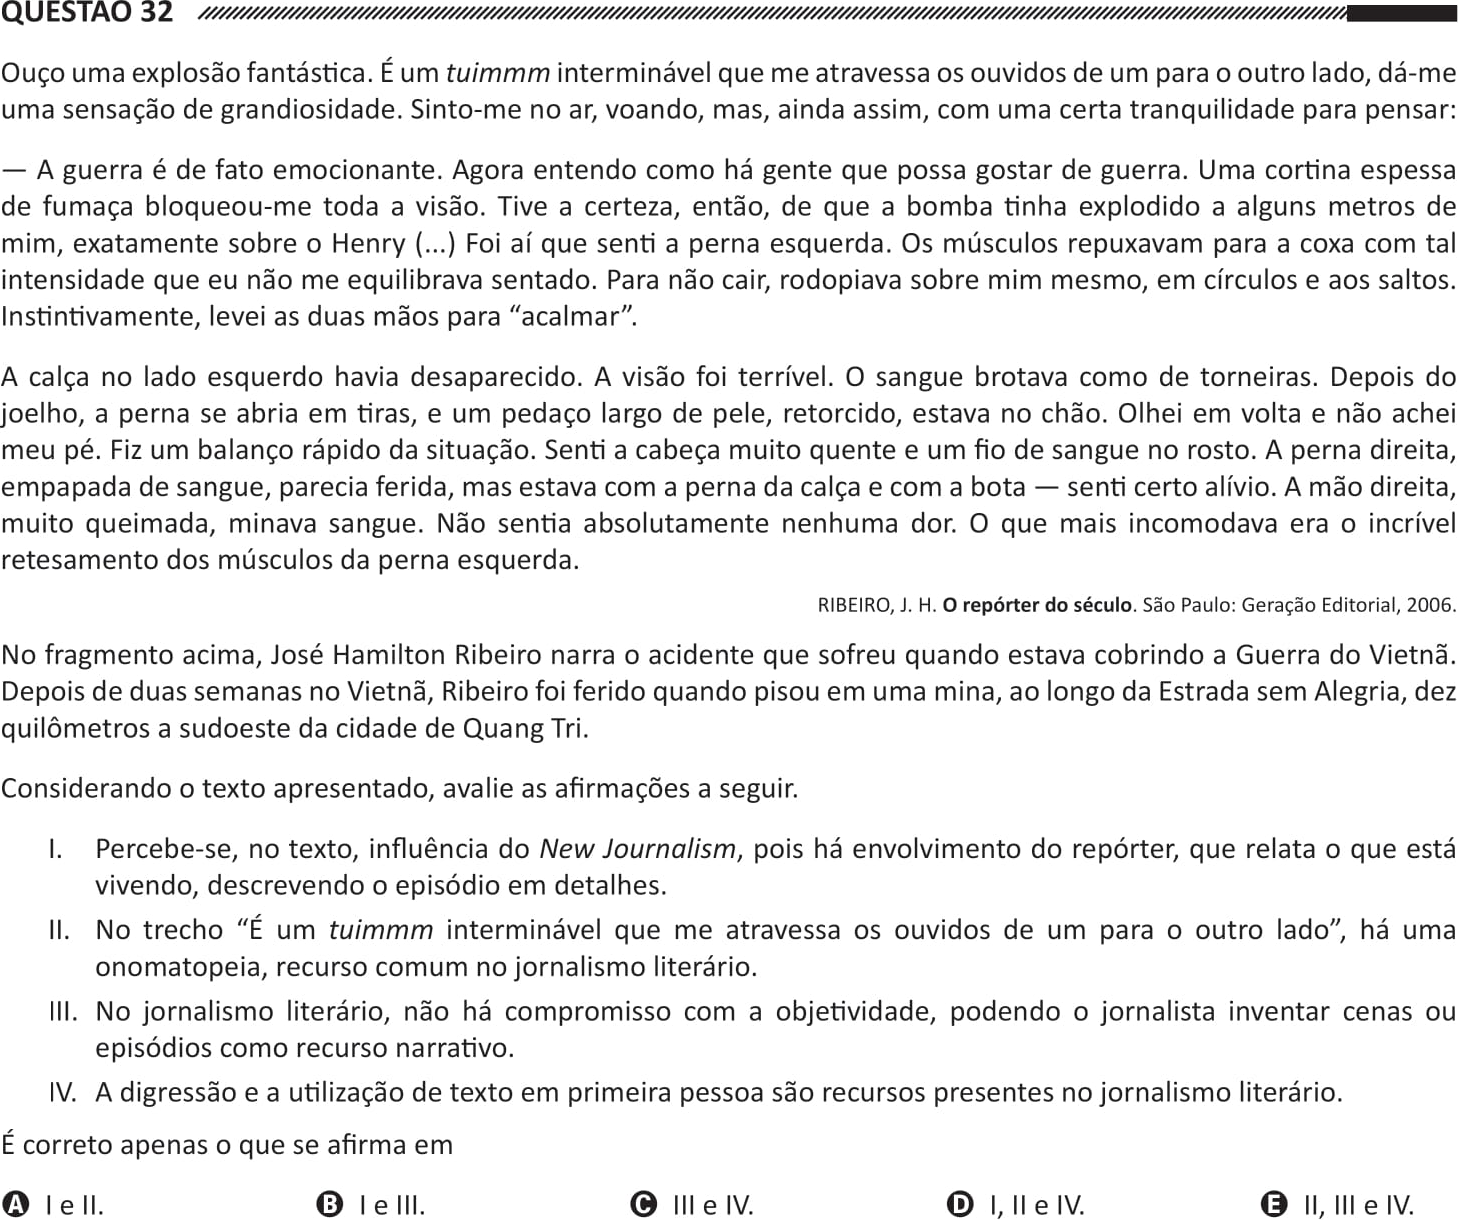 QUESTÃO 32
Ouço uma explosão fantástica. É um tuimmm interminável que me atravessa os ouvidos de um para o outro lado, dá-me
uma sensação de grandiosidade. Sinto-me no ar, voando, mas, ainda assim, com uma certa tranquilidade para pensar:
— A guerra é de fato emocionante. Agora entendo como há gente que possa gostar de guerra. Uma cortina espessa
de fumaça bloqueou-me toda a visão. Tive a certeza, então, de que a bomba tinha explodido a alguns metros de
mim, exatamente sobre o Henry (...) Foi aí que senti a perna esquerda. Os músculos repuxavam para a coxa com tal
intensidade que eu não me equilibrava sentado. Para não cair, rodopiava sobre mim mesmo, em círculos e aos saltos.
Instintivamente, levei as duas mãos para “acalmar”.
A calça no lado esquerdo havia desaparecido. A visão foi terrível. O sangue brotava como de torneiras. Depois do
joelho, a perna se abria em tiras, e um pedaço largo de pele, retorcido, estava no chão. Olhei em volta e não achei
meu pé. Fiz um balanço rápido da situação. Senti a cabeça muito quente e um fio de sangue no rosto. A perna direita,
empapada de sangue, parecia ferida, mas estava com a perna da calça e com a bota — senti certo alívio. A mão direita,
muito queimada, minava sangue. Não sentia absolutamente nenhuma dor. O que mais incomodava era o incrível
retesamento dos músculos da perna esquerda.
RIBEIRO, J. H. O repórter do século. São Paulo: Geração Editorial, 2006.
No fragmento acima, José Hamilton Ribeiro narra o acidente que sofreu quando estava cobrindo a Guerra do Vietnã.
Depois de duas semanas no Vietnã, Ribeiro foi ferido quando pisou em uma mina, ao longo da Estrada sem Alegria, dez
quilômetros a sudoeste da cidade de Quang Tri.
Considerando o texto apresentado, avalie as afirmações a seguir.
I. Percebe-se, no texto, influência do New Journalism, pois há envolvimento do repórter, que relata o que está
vivendo, descrevendo o episódio em detalhes.
II. No trecho “É um tuimmm interminável que me atravessa os ouvidos de um para o outro lado”, há uma
onomatopeia, recurso comum no jornalismo literário.
III. No jornalismo literário, não há compromisso com a objetividade, podendo o jornalista inventar cenas ou
episódios como recurso narrativo.
IV. A digressão e a utilização de texto em primeira pessoa são recursos presentes no jornalismo literário.
É correto apenas o que se afirma em
A I e II. B I e III. C III e IV. D I, II e IV. E II, III e IV.